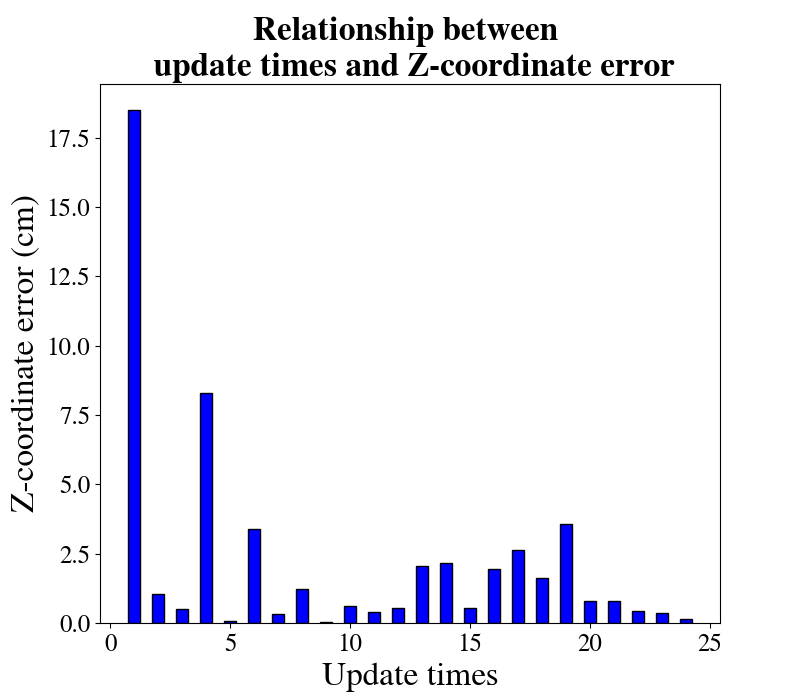 Relationship between
update times and Z-coordinate error
Z-coordinate error (cm)
17.5
15.0
12.5
10.0
7.5
5.0
2.5
0.0
0 5 10 15 20 25
Update times